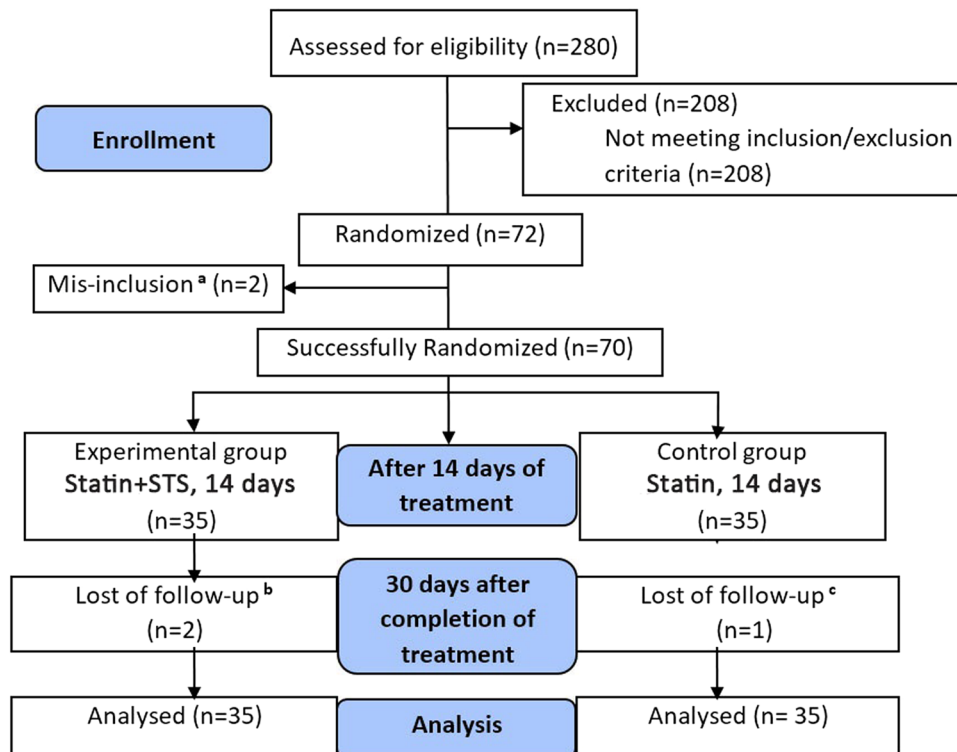 Assessed for eligibility (n=280)
Enrollment
Excluded (n=208)
Not meeting inclusion/exclusion
criteria (n=208)
Randomized (n=72)
Mis-inclusion a (n=2)
Successfully Randomized (n=70)
Experimental group
Statin+STS, 14 days
(n=35)
After 14 days of
treatment
Control group
Statin, 14 days
(n=35)
Lost of follow-up b
(n=2)
30 days after
completion of
treatment
Lost of follow-up c
(n=1)
Analysed (n=35)
Analysis
Analysed (n= 35)